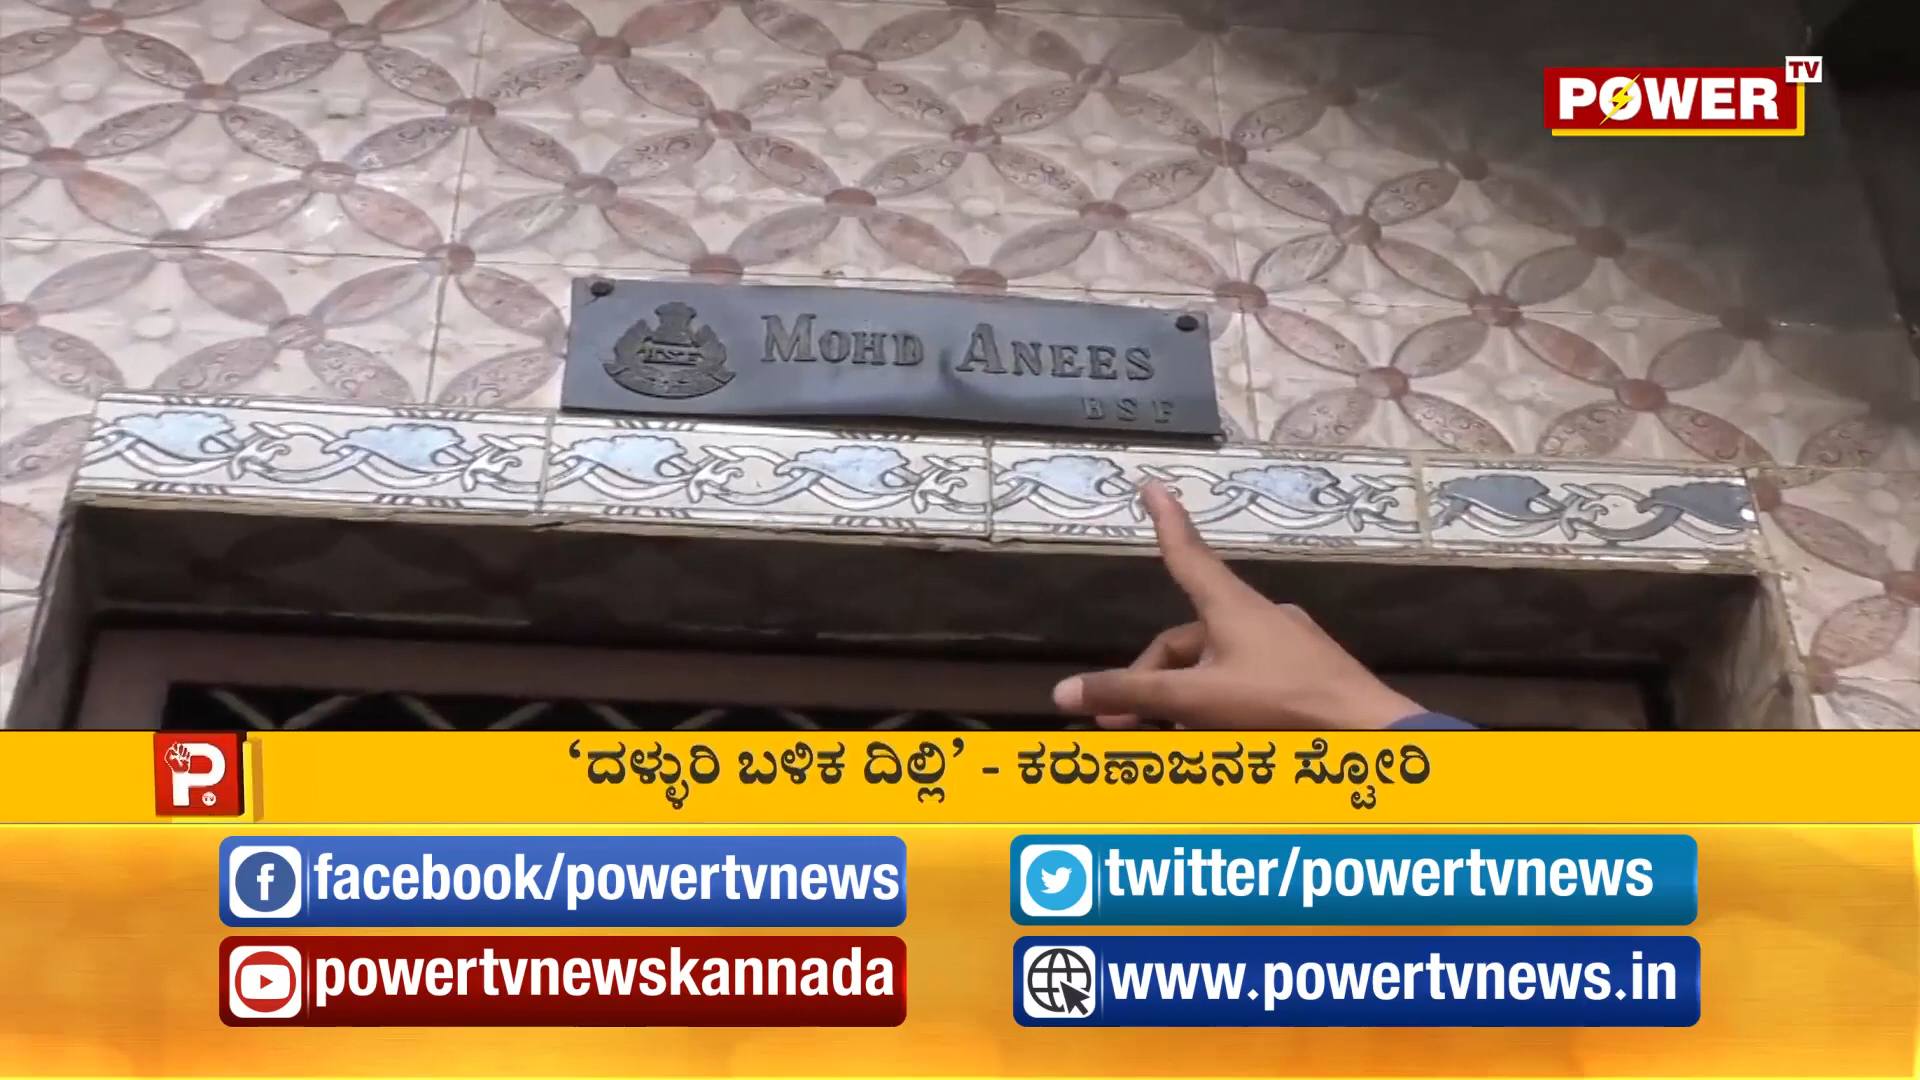 POWER TV
MOHD ANEES
BSF
‘ದಳ್ಳುರಿ ಬಳಿಕ ದಿಲ್ಲಿ’ - ಕರುಣಾಜನಕ ಸ್ಟೋರಿ
facebook/powertvnews
twitter/powertvnews
powertvnewskannada
www.powertvnews.in